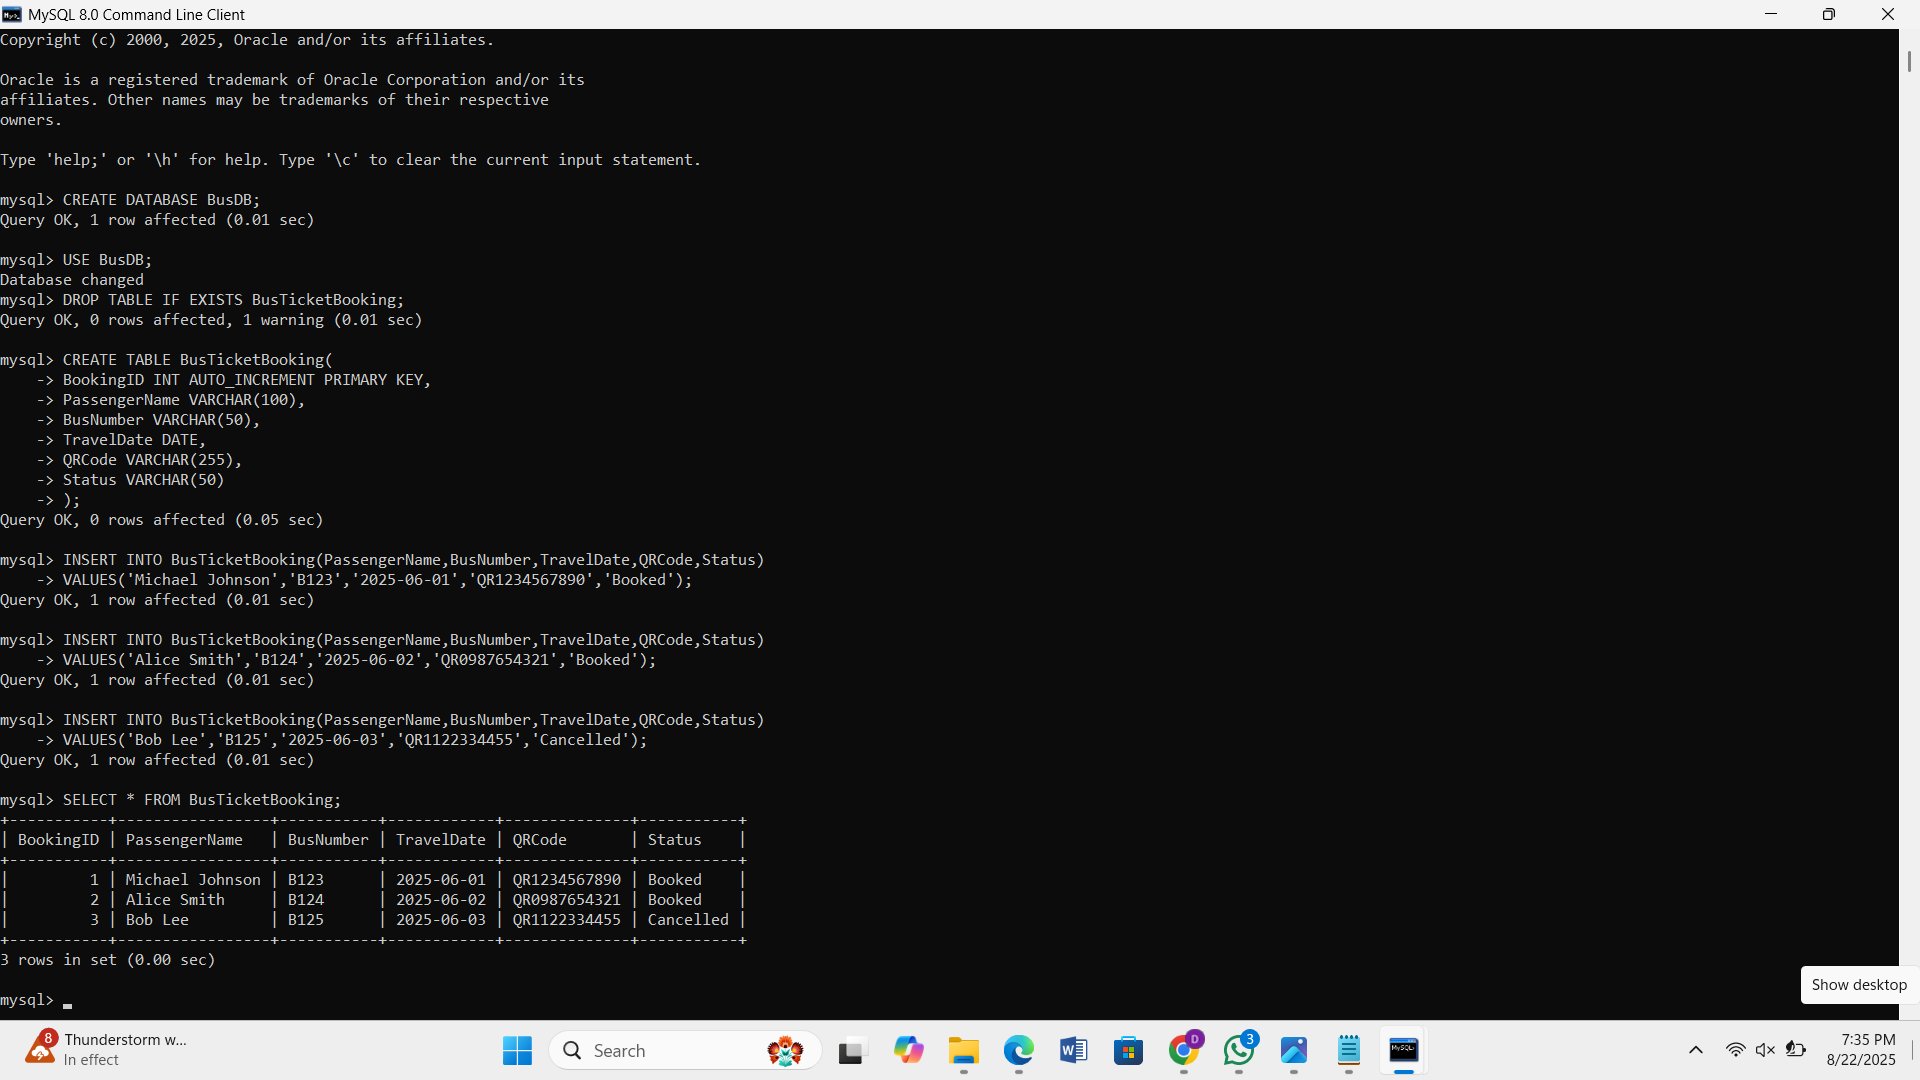 MySQL 8.0 Command Line Client
Copyright (c) 2000, 2025, Oracle and/or its affiliates.
Oracle is a registered trademark of Oracle Corporation and/or its
affiliates. Other names may be trademarks of their respective
owners.
Type 'help;' or '\h' for help. Type '\c' to clear the current input statement.
mysql> CREATE DATABASE BusDB;
Query OK, 1 row affected (0.01 sec)
mysql> USE BusDB;
Database changed
mysql> DROP TABLE IF EXISTS BusTicketBooking;
Query OK, 0 rows affected, 1 warning (0.01 sec)
mysql> CREATE TABLE BusTicketBooking(
    -> BookingID INT AUTO_INCREMENT PRIMARY KEY,
    -> PassengerName VARCHAR(100),
    -> BusNumber VARCHAR(50),
    -> TravelDate DATE,
    -> QRCode VARCHAR(255),
    -> Status VARCHAR(50)
    -> );
Query OK, 0 rows affected (0.05 sec)
mysql> INSERT INTO BusTicketBooking(PassengerName,BusNumber,TravelDate,QRCode,Status)
    -> VALUES('Michael Johnson','B123','2025-06-01','QR1234567890','Booked');
Query OK, 1 row affected (0.01 sec)
mysql> INSERT INTO BusTicketBooking(PassengerName,BusNumber,TravelDate,QRCode,Status)
    -> VALUES('Alice Smith','B124','2025-06-02','QR0987654321','Booked');
Query OK, 1 row affected (0.01 sec)
mysql> INSERT INTO BusTicketBooking(PassengerName,BusNumber,TravelDate,QRCode,Status)
    -> VALUES('Bob Lee','B125','2025-06-03','QR1122334455','Cancelled');
Query OK, 1 row affected (0.01 sec)
mysql> SELECT * FROM BusTicketBooking;
+-----------+-----------------+-----------+------------+--------------+-----------+
| BookingID | PassengerName   | BusNumber | TravelDate | QRCode       | Status    |
+-----------+-----------------+-----------+------------+--------------+-----------+
|         1 | Michael Johnson | B123      | 2025-06-01 | QR1234567890 | Booked    |
|         2 | Alice Smith     | B124      | 2025-06-02 | QR0987654321 | Booked    |
|         3 | Bob Lee         | B125      | 2025-06-03 | QR1122334455 | Cancelled |
+-----------+-----------------+-----------+------------+--------------+-----------+
3 rows in set (0.00 sec)
mysql> _
Show desktop
8
Thunderstorm w...
In effect
Search
D
3
MySQL
7:35 PM
8/22/2025